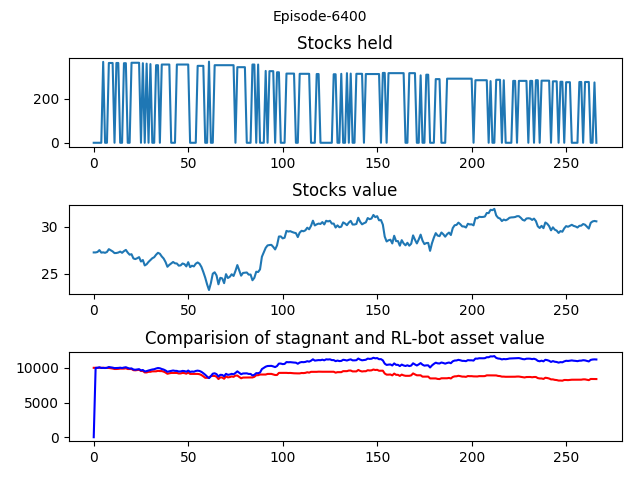 Episode-6400
Stocks held
200
0
0 50 100 150 200 250
Stocks value
30
25
0 50 100 150 200 250
Comparision of stagnant and RL-bot asset value
10000
5000
0
0 50 100 150 200 250